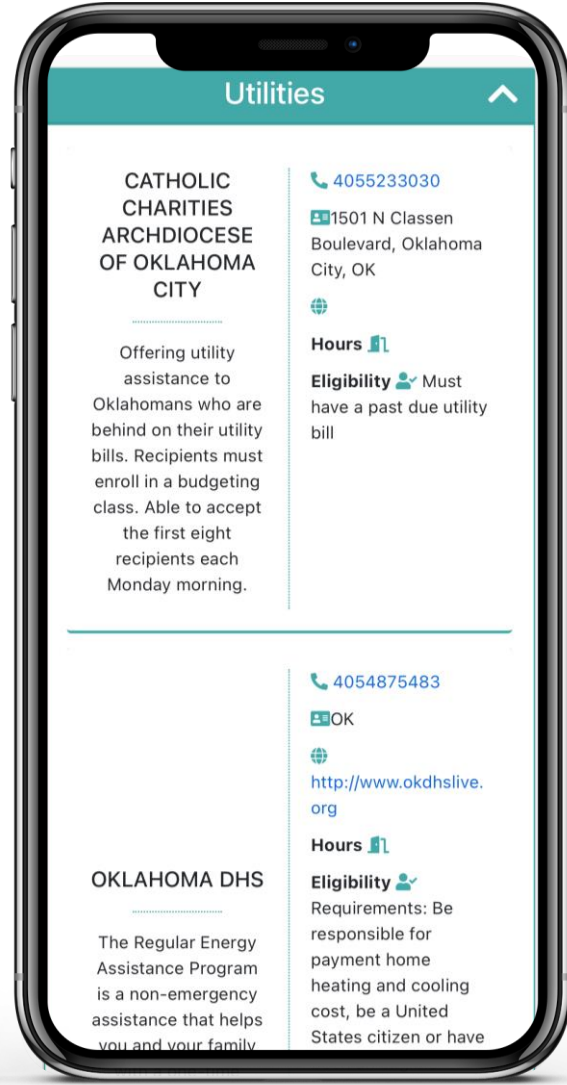 Utilities
CATHOLIC
CHARITIES
ARCHDIOCESE
OF OKLAHOMA
CITY
Offering utility
assistance to
Oklahomans who are
behind on their utility
bills. Recipients must
enroll in a budgeting
class. Able to accept
the first eight
recipients each
Monday morning.
4055233030
1501 N Classen
Boulevard, Oklahoma
City, OK
Hours
Eligibility Must
have a past due utility
bill
OKLAHOMA DHS
The Regular Energy
Assistance Program
is a non-emergency
assistance that helps
you and your family
4054875483
OK
http://www.okdhslive.
org
Hours
Eligibility
Requirements: Be
responsible for
payment home
heating and cooling
cost, be a United
States citizen or have